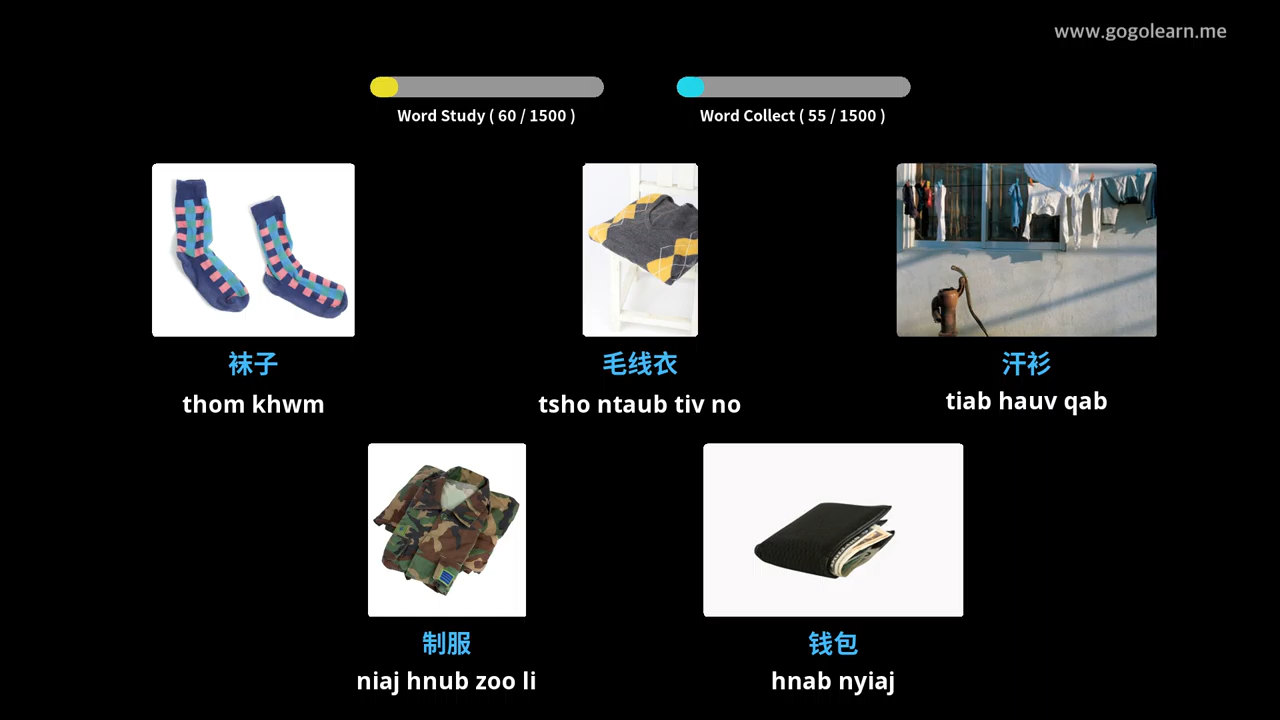 www.gogolearn.me
Word Study ( 60 / 1500 )
Word Collect ( 55 / 1500 )
袜子
毛线衣
汗衫
thom khwm
tsho ntaub tiv no
tiab hauv qab
制服
钱包
niaj hnub zoo li
hnab nyiaj